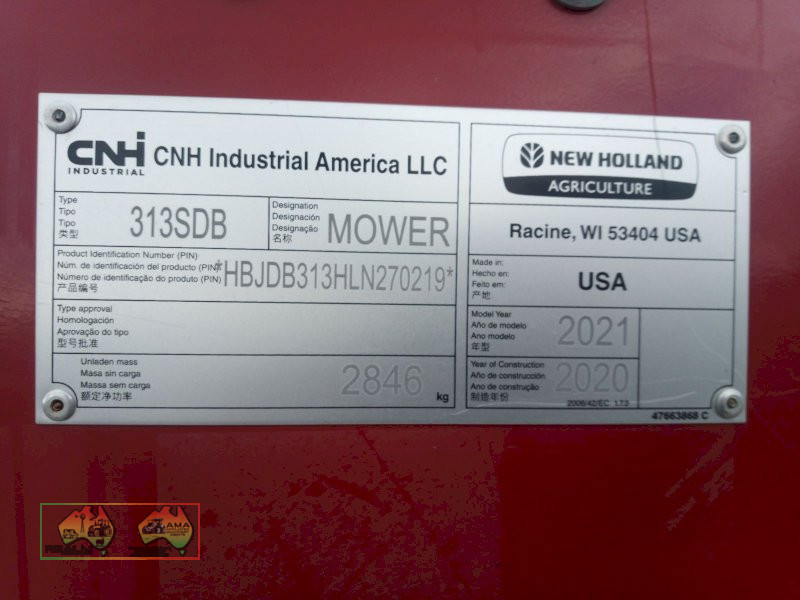 CNH INDUSTRIAL CNH Industrial America LLC
Type
Tipo
Tipo
类型
313SDB
Designation
Designación
Designação
名称
MOWER
Product Identification Number (PIN)
Núm. de identificación del producto (PIN)
Número de identificação do produto (PIN)
产品编号
*HBJDB313HLN270219*
Type approval
Homologación
Aprovação do tipo
型号批准
Unladen mass
Masa sin carga
Massa sem carga
额定净功率
2846 kg
NEW HOLLAND
AGRICULTURE
Racine, WI 53404 USA
Made in:
Hecho en:
Feito em:
产地
USA
Model Year
Año de modelo
Ano modelo
年型
2021
Year of Construction
Año de construcción
Ano de construção
制造年份
2020
2006/42/EC 1.7.3
47663868 C
AMA